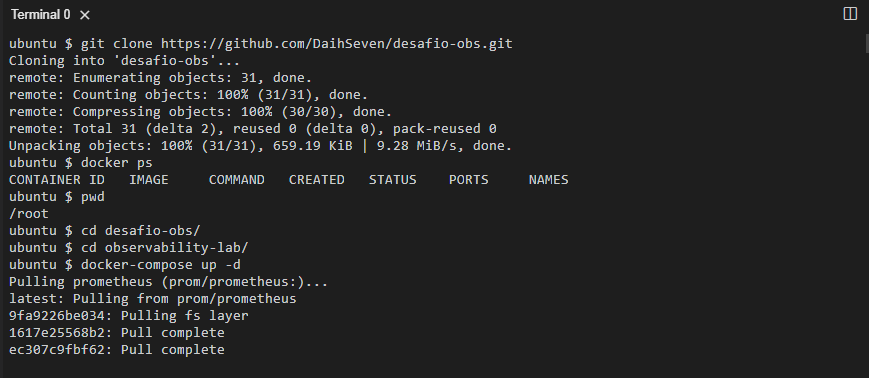 Terminal 0
ubuntu $ git clone https://github.com/DaihSeven/desafio-obs.git
Cloning into 'desafio-obs'...
remote: Enumerating objects: 31, done.
remote: Counting objects: 100% (31/31), done.
remote: Compressing objects: 100% (30/30), done.
remote: Total 31 (delta 2), reused 0 (delta 0), pack-reused 0
Unpacking objects: 100% (31/31), 659.19 KiB | 9.28 MiB/s, done.
ubuntu $ docker ps
CONTAINER ID   IMAGE     COMMAND   CREATED   STATUS    PORTS     NAMES
ubuntu $ pwd
/root
ubuntu $ cd desafio-obs/
ubuntu $ cd observability-lab/
ubuntu $ docker-compose up -d
Pulling prometheus (prom/prometheus:)...
latest: Pulling from prom/prometheus
9fa9226be034: Pulling fs layer
1617e25568b2: Pull complete
ec307c9fbf62: Pull complete